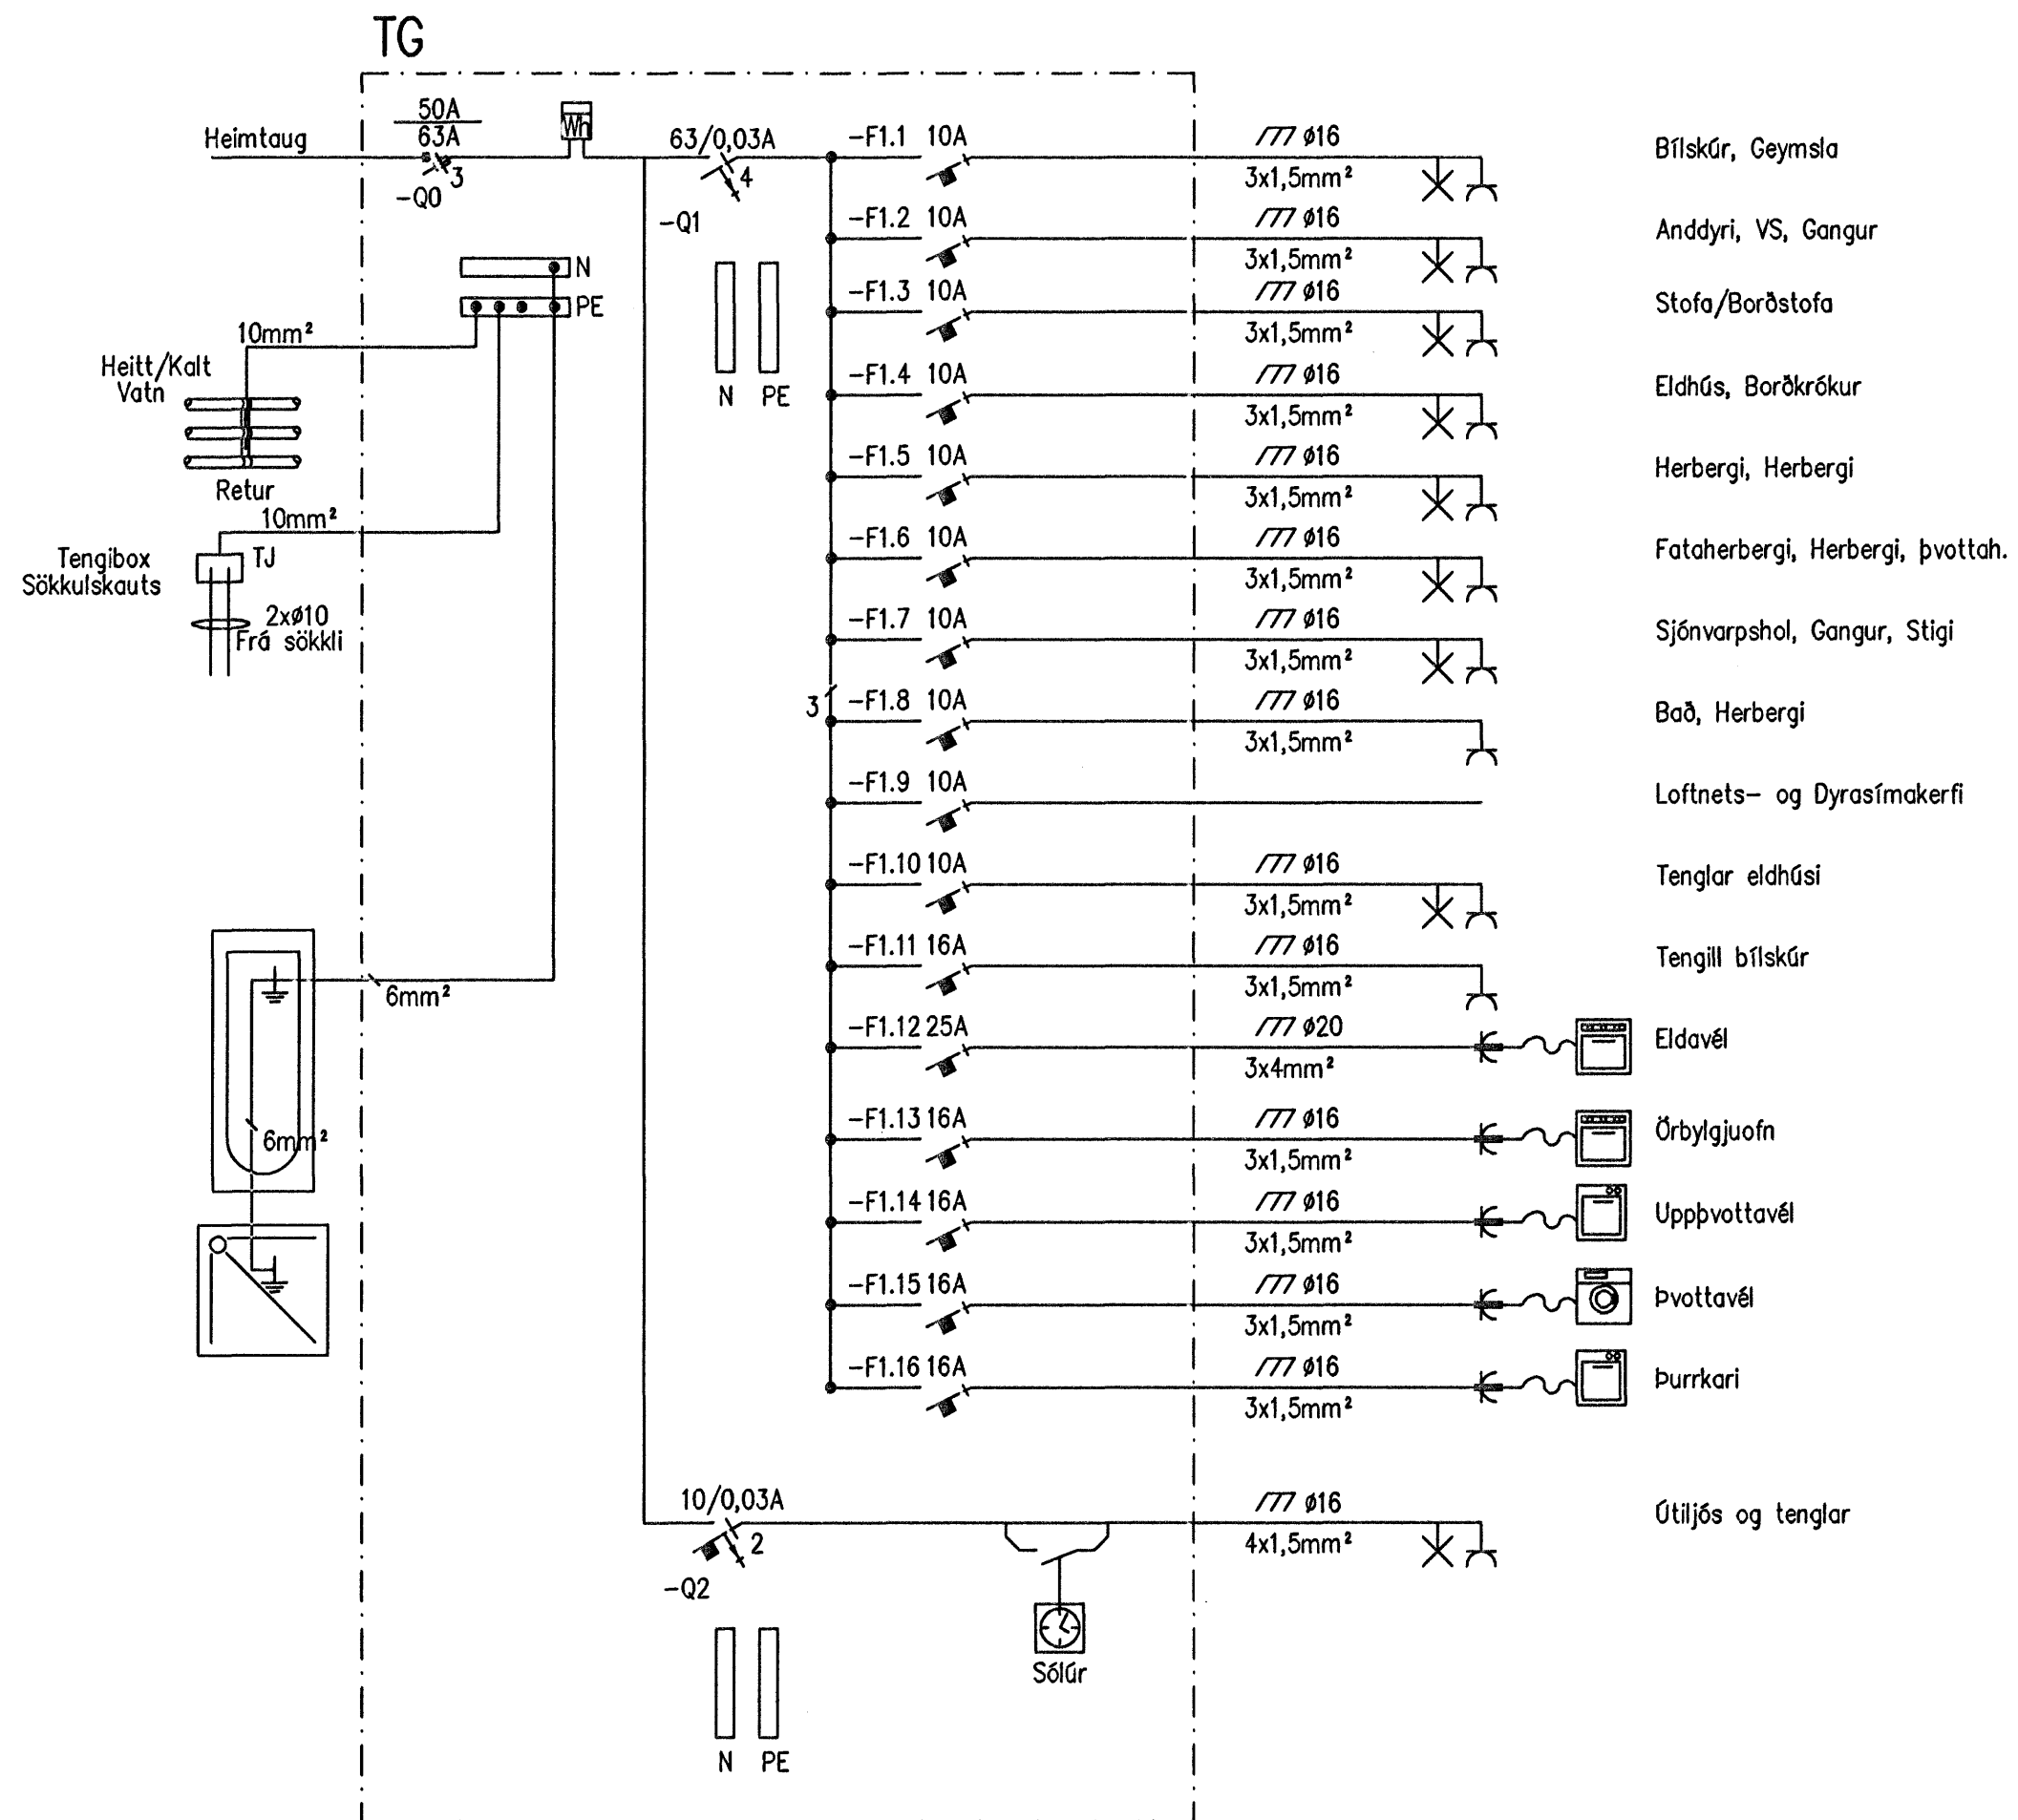 TG
Heimtaug
50A
63A
3
-Q0
Wh
63/0,03A
4
-Q1
N
PE
N PE
10mm²
Heitt/Kalt
Vatn
Retur
10mm²
Tengibox
Sökkulskauts
TJ
2xø10
Frá sökkli
6mm²
6mm²
3
-F1.1 10A ø16 Bílskúr, Geymsla
3x1,5mm²
-F1.2 10A ø16 Anddyri, VS, Gangur
3x1,5mm²
-F1.3 10A ø16 Stofa/Borðstofa
3x1,5mm²
-F1.4 10A ø16 Eldhús, Borðkrókur
3x1,5mm²
-F1.5 10A ø16 Herbergi, Herbergi
3x1,5mm²
-F1.6 10A ø16 Fataherbergi, Herbergi, þvottah.
3x1,5mm²
-F1.7 10A ø16 Sjónvarpshol, Gangur, Stigi
3x1,5mm²
-F1.8 10A ø16 Bað, Herbergi
3x1,5mm²
-F1.9 10A Loftnets- og Dyrasímakerfi
-F1.10 10A ø16 Tenglar eldhúsi
3x1,5mm²
-F1.11 16A ø16 Tengill bílskúr
3x1,5mm²
-F1.12 25A ø20 Eldavél
3x4mm²
-F1.13 16A ø16 Örbylgjuofn
3x1,5mm²
-F1.14 16A ø16 Uppþvottavél
3x1,5mm²
-F1.15 16A ø16 Þvottavél
3x1,5mm²
-F1.16 16A ø16 Þurrkari
3x1,5mm²
10/0,03A ø16 Útiljós og tenglar
2
4x1,5mm²
-Q2
Sólúr
N PE